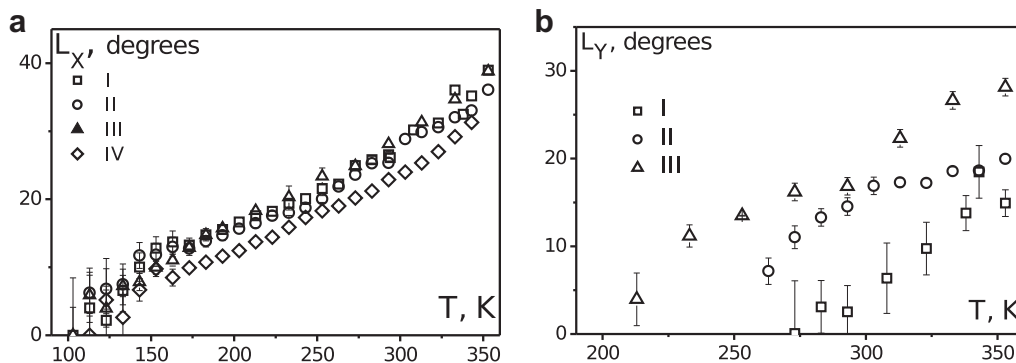 a
L_X, degrees
I
II
III
IV
40
20
0
100 150 200 250 300 350
T, K
b
L_Y, degrees
I
II
III
30
20
10
0
200 250 300 350
T, K